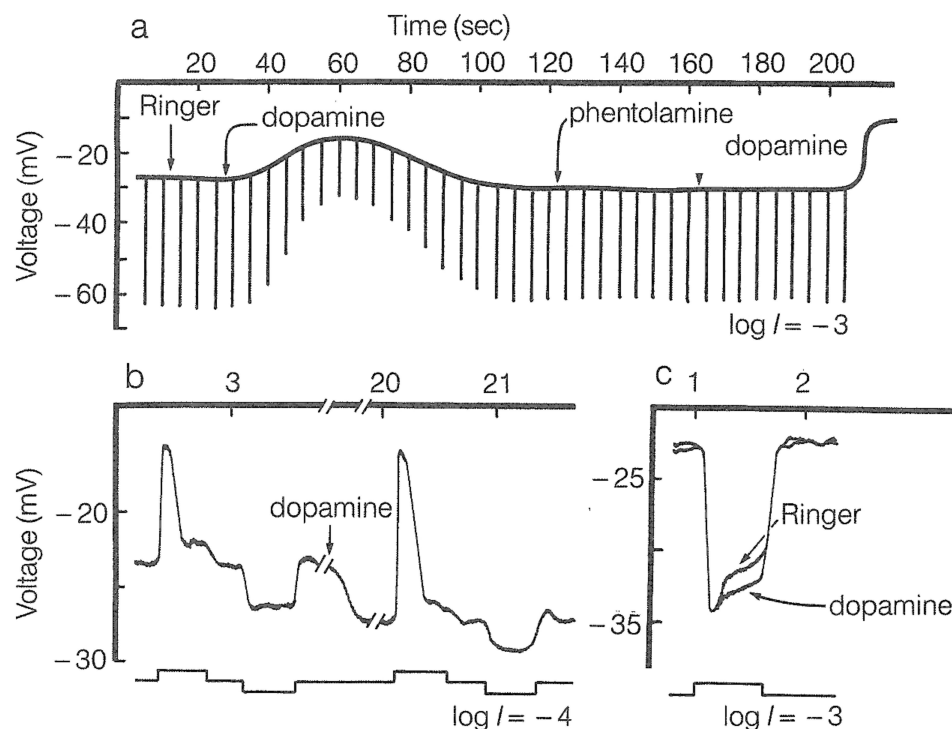 a
Time (sec)
20 40 60 80 100 120 140 160 180 200
Ringer
dopamine
phentolamine
dopamine
Voltage (mV)
-20
-40
-60
log I = -3
b
3 20 21
Voltage (mV)
-20
-30
dopamine
log I = -4
c
1 2
-25
-35
Ringer
dopamine
log I = -3